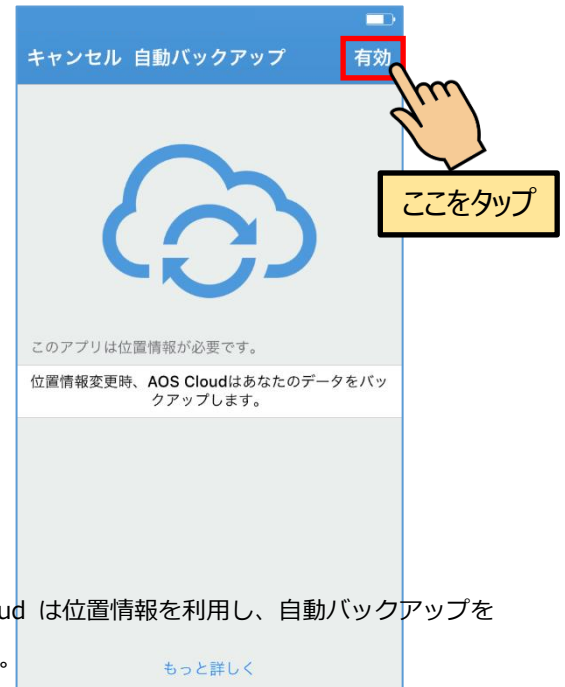 キャンセル 自動バックアップ 有効
ここをタップ
このアプリは位置情報が必要です。
位置情報変更時、AOS Cloudはあなたのデータをバッ
クアップします。
ud は位置情報を利用し、自動バックアップを
。
もっと詳しく